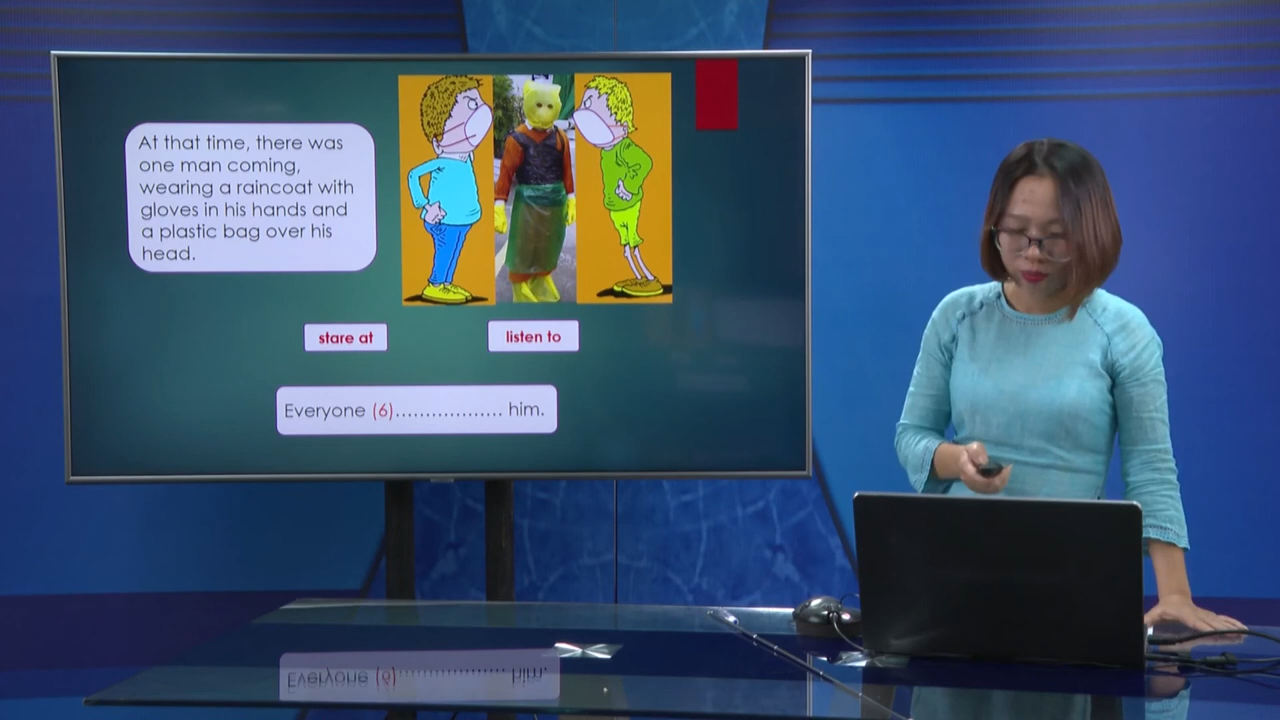 At that time, there was
one man coming,
wearing a raincoat with
gloves in his hands and
a plastic bag over his
head.
stare at
listen to
Everyone (6).................. him.